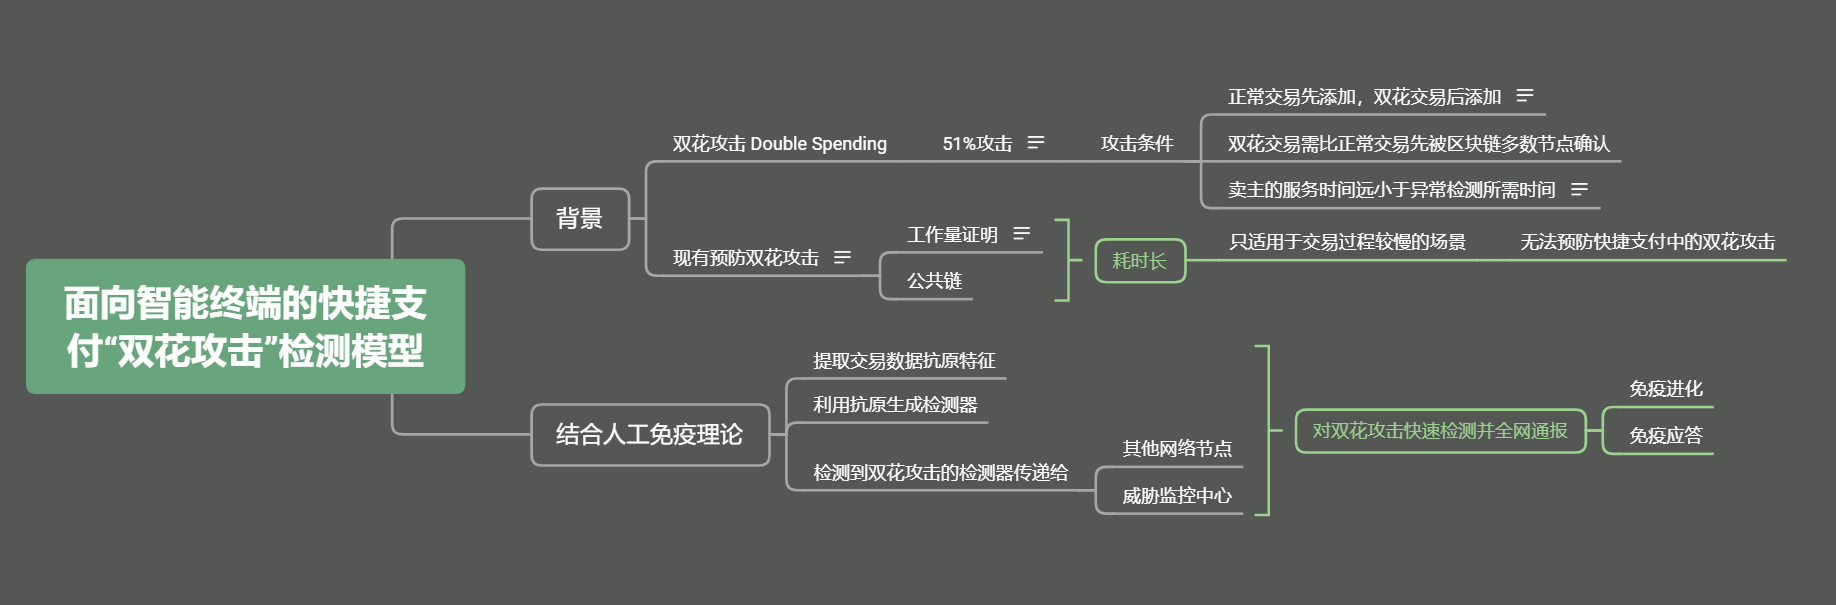 面向智能终端的快捷支
付“双花攻击”检测模型
背景
双花攻击 Double Spending
51%攻击
攻击条件
正常交易先添加，双花交易后添加
双花交易需比正常交易先被区块链多数节点确认
卖主的服务时间远小于异常检测所需时间
现有预防双花攻击
工作量证明
公共链
耗时长
只适用于交易过程较慢的场景
无法预防快捷支付中的双花攻击
结合人工免疫理论
提取交易数据抗原特征
利用抗原生成检测器
检测到双花攻击的检测器传递给
其他网络节点
威胁监控中心
对双花攻击快速检测并全网通报
免疫进化
免疫应答